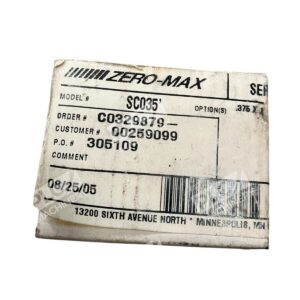 ZERO-MAX SER
MODEL # SC035' OPTION(S) .375 X
ORDER # C0329879-
CUSTOMER # 00259099
P.O. # 305109
COMMENT
08/25/05
13200 SIXTH AVENUE NORTH * MINNEAPOLIS, MN